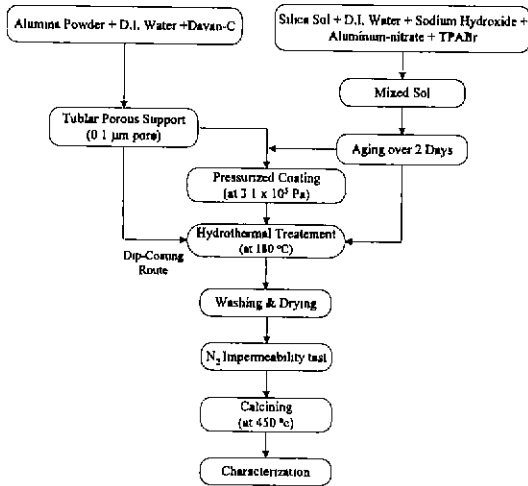 Alumina Powder + D.I. Water +Davan-C
Silica Sol + D.I. Water + Sodium Hydroxide +
Aluminum-nitrate + TPABr
Mixed Sol
Tublar Porous Support
(0.1 μm pore)
Aging over 2 Days
Pressurized Coating
(at 3.1 x 10⁵ Pa)
Hydrothermal Treatement
(at 180 °C)
Dip-Coating
Route
Washing & Drying
N₂ Impermeability test
Calcining
(at 450 °c)
Characterization